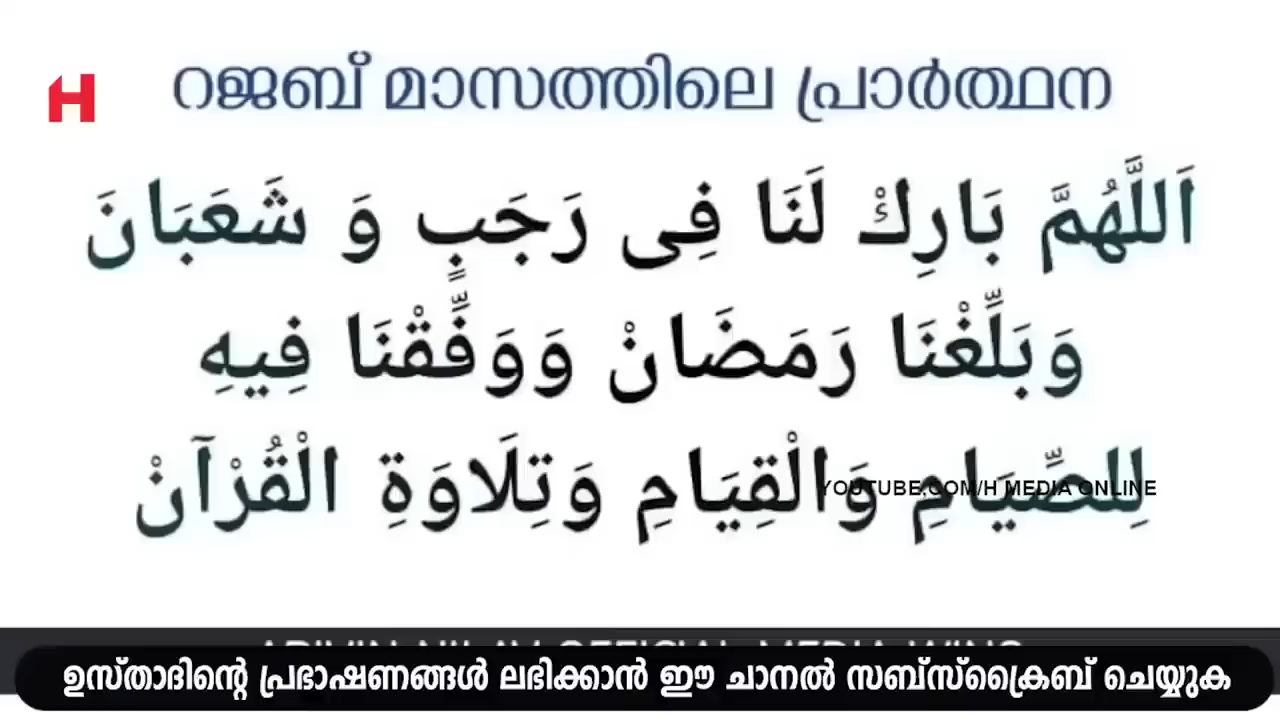 റജബ് മാസത്തിലെ പ്രാർത്ഥന
H
اَللَّهُمَّ بَارِكْ لَنَا فِى رَجَبٍ وَ شَعَبَانَ
وَبَلِّغْنَا رَمَضَانْ وَوَفِّقْنَا فِيهِ
لِلصِّيَامِ وَالْقِيَامِ وَتِلَاوَةِ الْقُرْآنْ
YOUTUBE.COM/H MEDIA ONLINE
ഉസ്താദിന്റെ പ്രഭാഷണങ്ങൾ ലഭിക്കാൻ ഈ ചാനൽ സബ്സ്ക്രൈബ് ചെയ്യുക